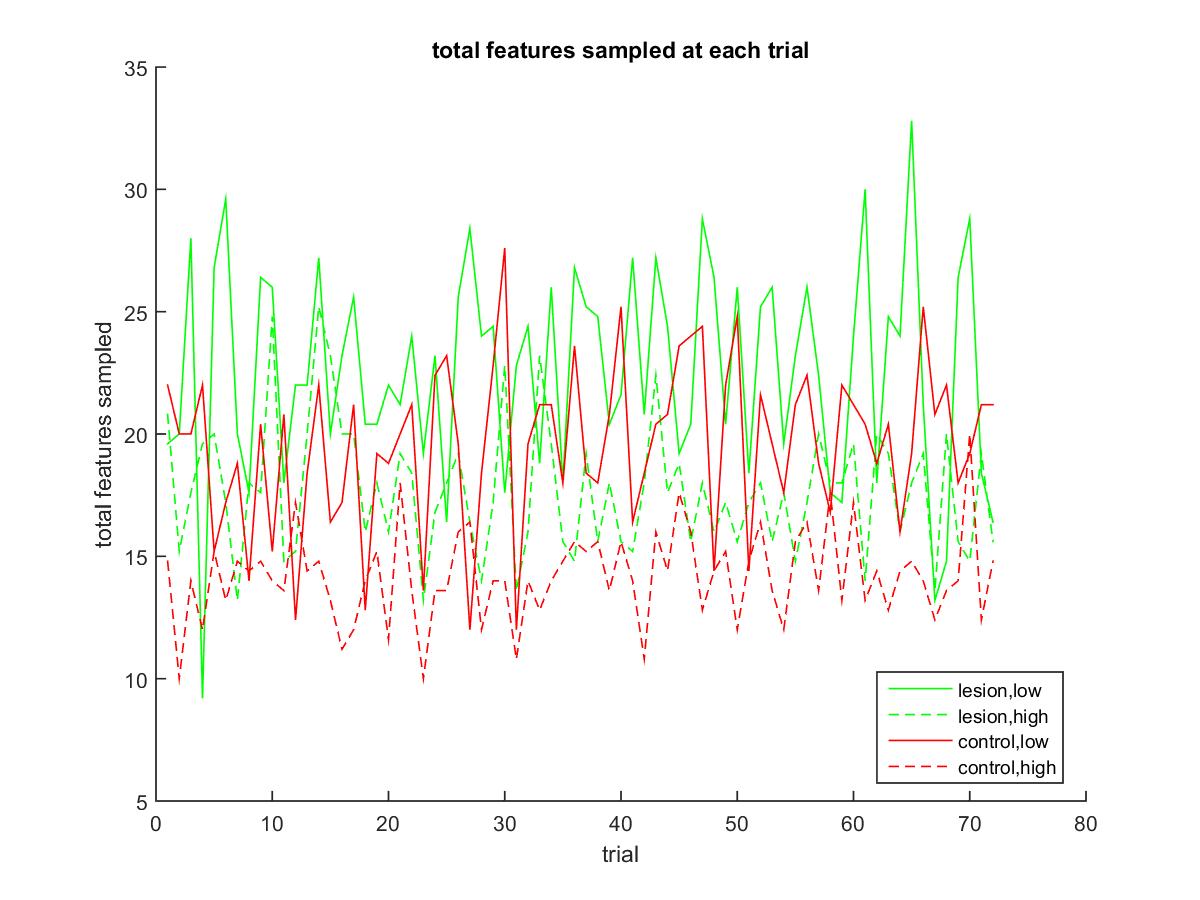 total features sampled at each trial
total features sampled
35
30
25
20
15
10
5
0
10
20
30
40
50
60
70
80
trial
lesion,low
lesion,high
control,low
control,high